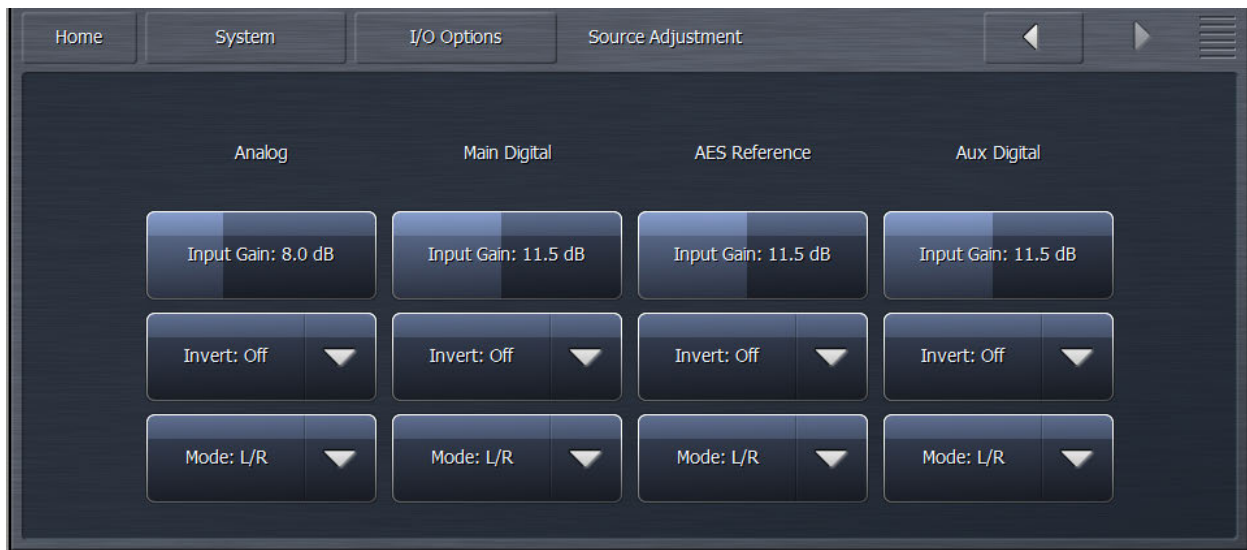 Home System I/O Options Source Adjustment
Analog Main Digital AES Reference Aux Digital
Input Gain: 8.0 dB Input Gain: 11.5 dB Input Gain: 11.5 dB Input Gain: 11.5 dB
Invert: Off Invert: Off Invert: Off Invert: Off
Mode: L/R Mode: L/R Mode: L/R Mode: L/R